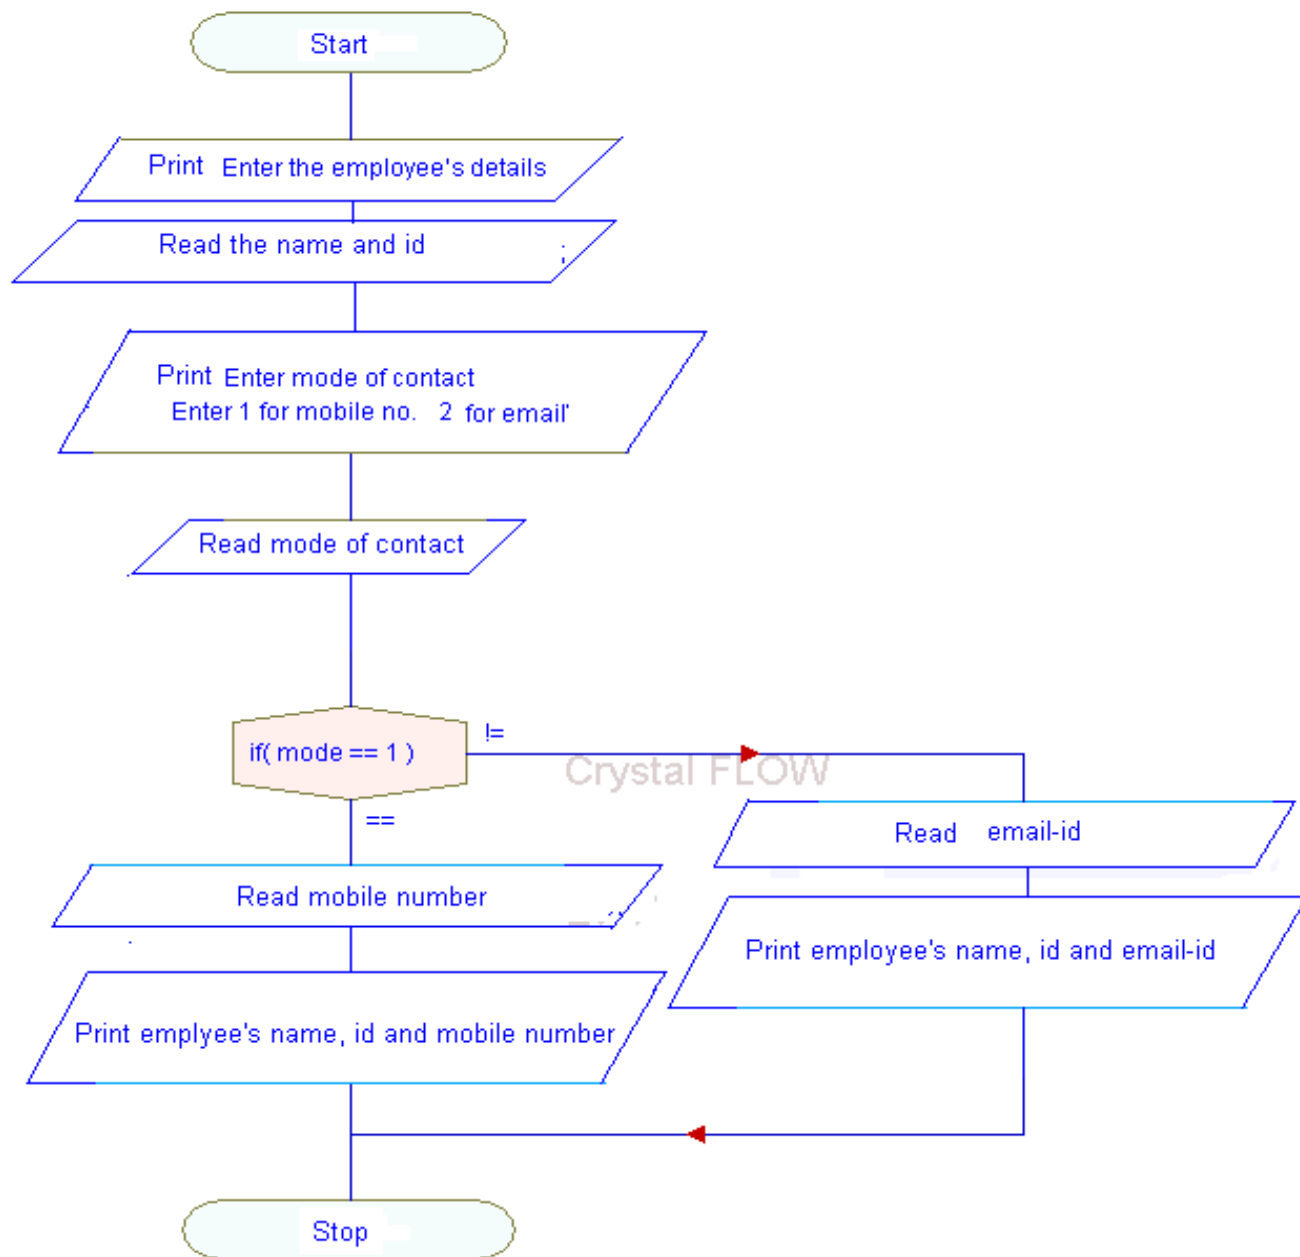 Start
Print Enter the employee's details
Read the name and id ;
Print Enter mode of contact
Enter 1 for mobile no. 2 for email'
Read mode of contact
if( mode == 1 )
!=
Crystal FLOW
==
Read email-id
Read mobile number
Print employee's name, id and email-id
Print emplyee's name, id and mobile number
Stop